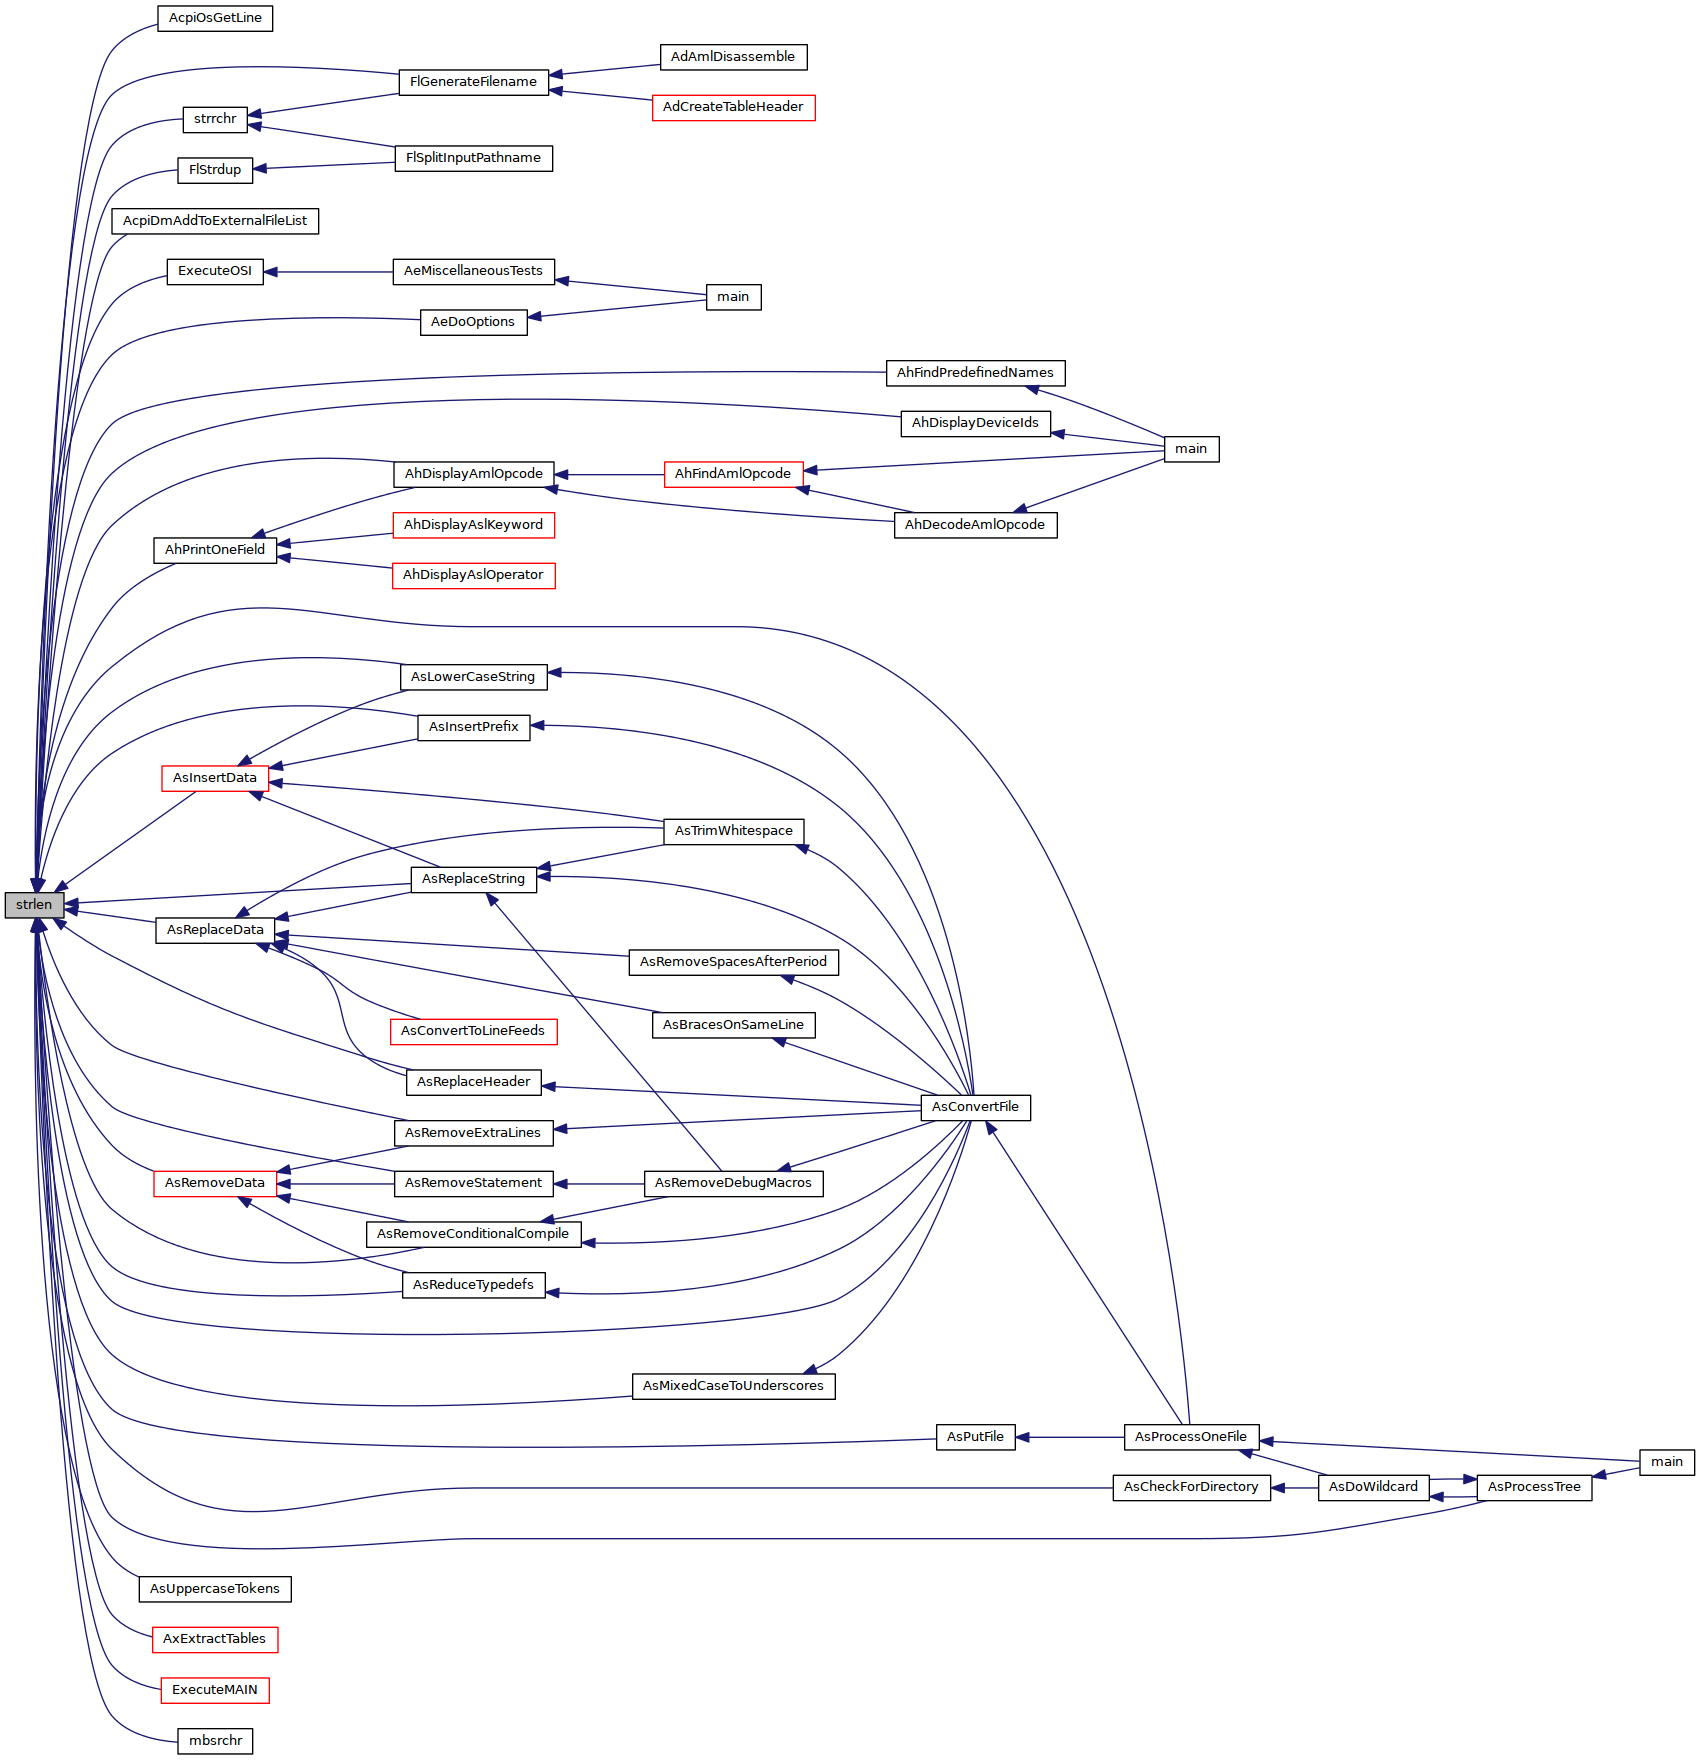 AcpiOsGetLine
AdAmlDisassemble
FlGenerateFilename
AdCreateTableHeader
strrchr
FlSplitInputPathname
FlStrdup
AcpiDmAddToExternalFileList
ExecuteOSI
AeMiscellaneousTests
main
AeDoOptions
AhFindPredefinedNames
AhDisplayDeviceIds
main
AhDisplayAmlOpcode
AhFindAmlOpcode
AhDisplayAslKeyword
AhDecodeAmlOpcode
AhPrintOneField
AhDisplayAslOperator
AsLowerCaseString
AsInsertPrefix
AsInsertData
AsTrimWhitespace
AsReplaceString
strlen
AsReplaceData
AsRemoveSpacesAfterPeriod
AsBracesOnSameLine
AsConvertToLineFeeds
AsReplaceHeader
AsConvertFile
AsRemoveExtraLines
AsRemoveData
AsRemoveStatement
AsRemoveDebugMacros
AsRemoveConditionalCompile
AsReduceTypedefs
AsMixedCaseToUnderscores
AsPutFile
AsProcessOneFile
main
AsCheckForDirectory
AsDoWildcard
AsProcessTree
AsUppercaseTokens
AxExtractTables
ExecuteMAIN
mbsrchr